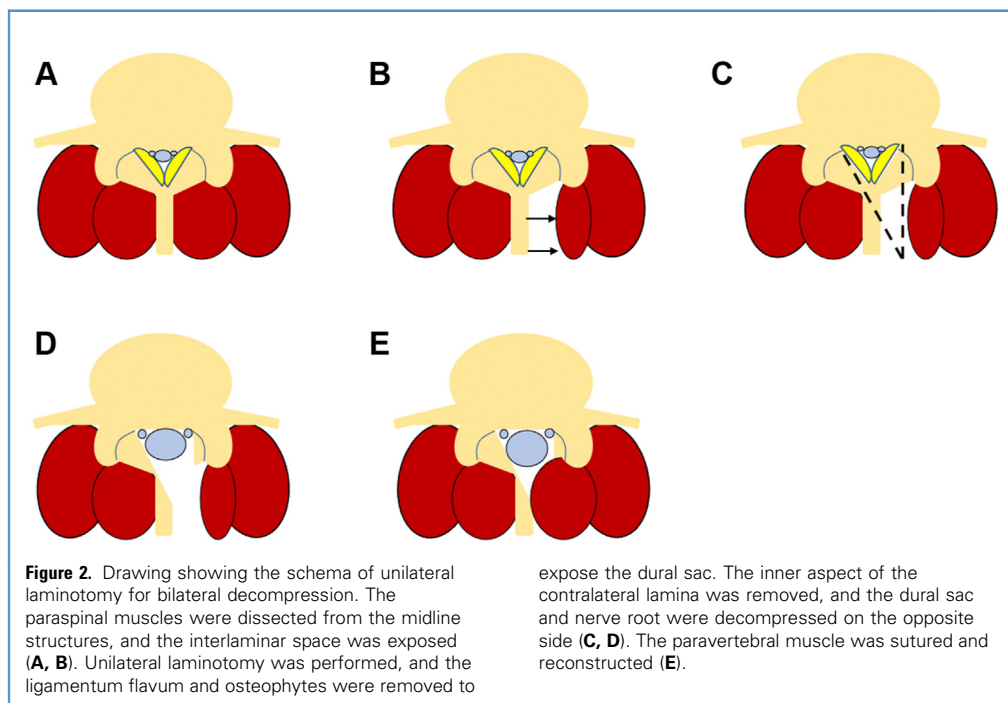 A
B
C
D
E
Figure 2. Drawing showing the schema of unilateral
laminotomy for bilateral decompression. The
paraspinal muscles were dissected from the midline
structures, and the interlaminar space was exposed
(A, B). Unilateral laminotomy was performed, and the
ligamentum flavum and osteophytes were removed to
expose the dural sac. The inner aspect of the
contralateral lamina was removed, and the dural sac
and nerve root were decompressed on the opposite
side (C, D). The paravertebral muscle was sutured and
reconstructed (E).